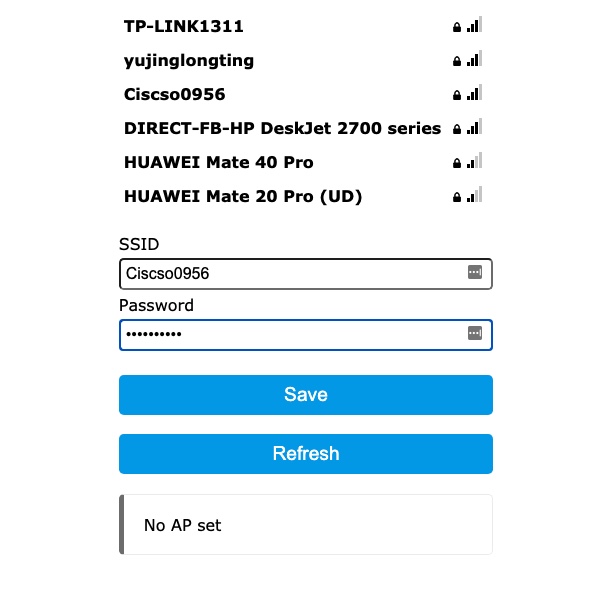 TP-LINK1311
yujinglongting
Ciscso0956
DIRECT-FB-HP DeskJet 2700 series
HUAWEI Mate 40 Pro
HUAWEI Mate 20 Pro (UD)
SSID
Ciscso0956
Password
••••••••••
Save
Refresh
No AP set